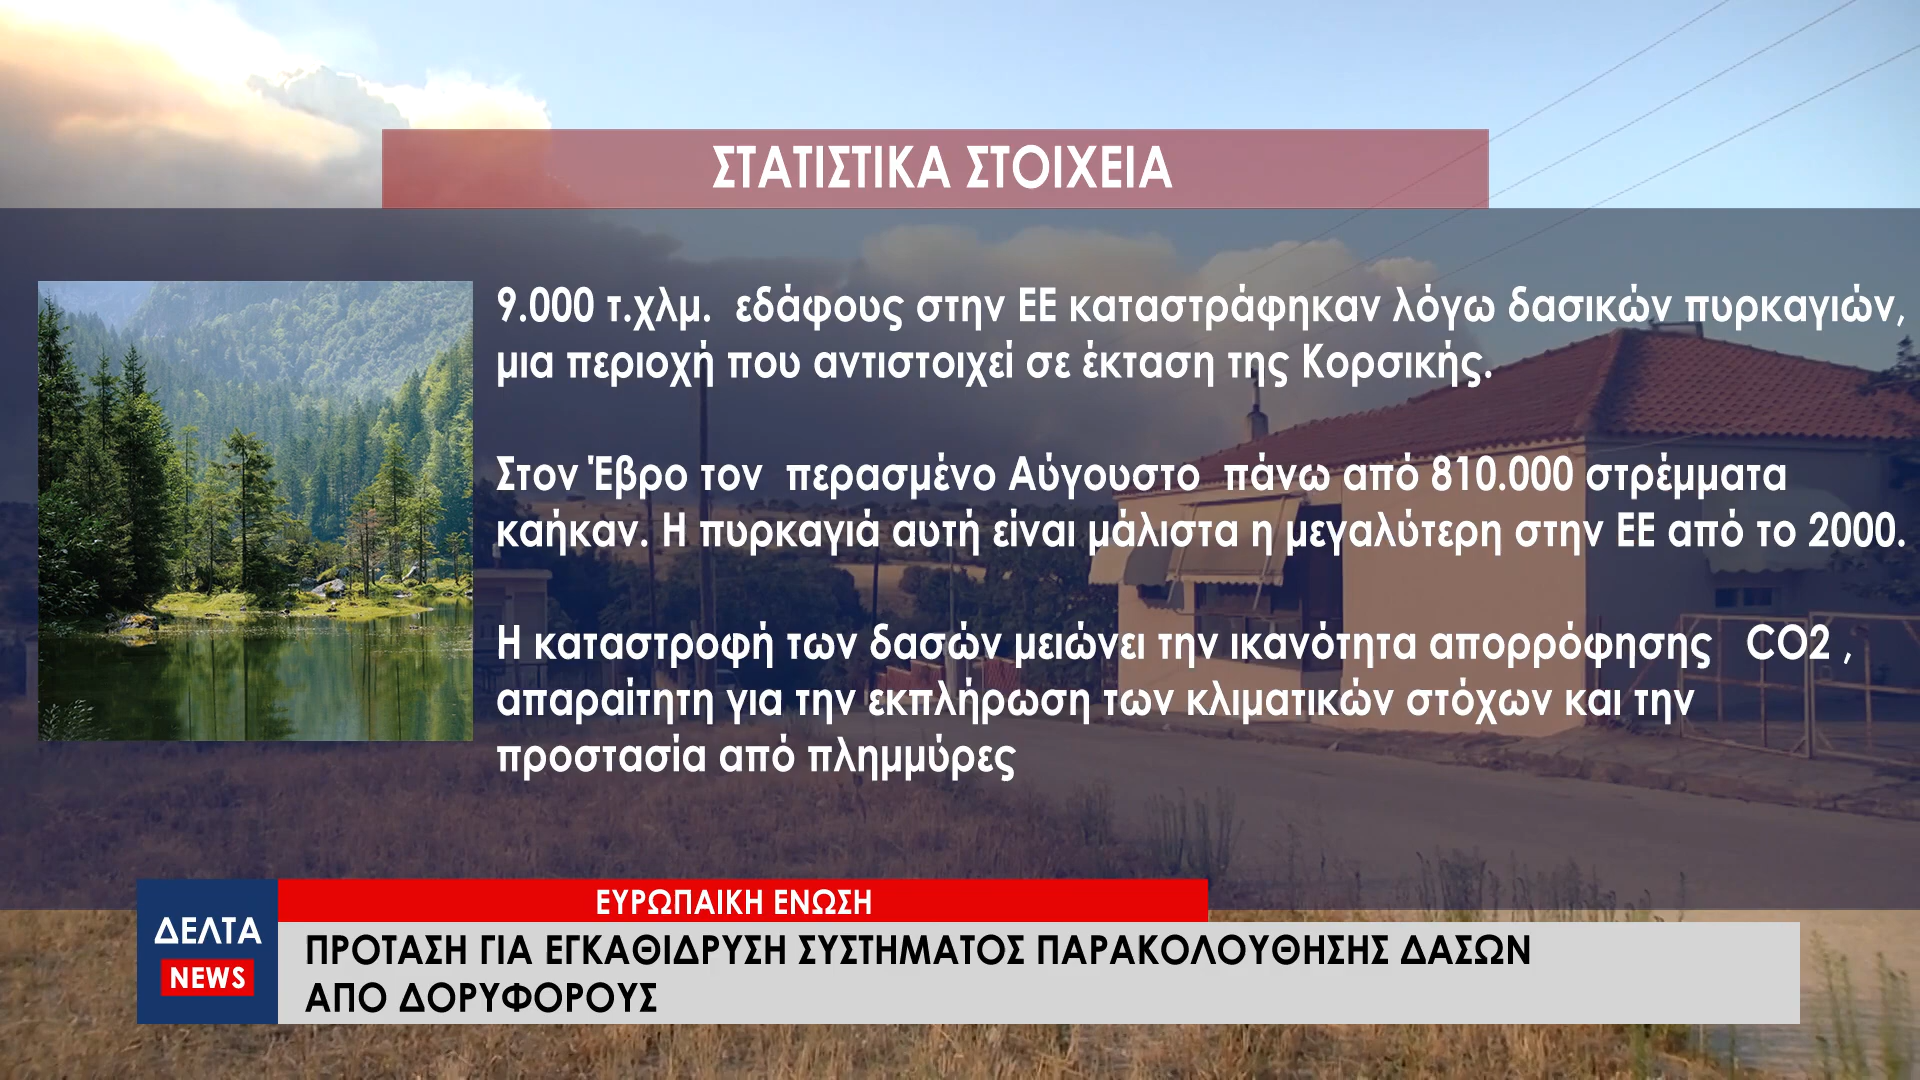 ΣΤΑΤΙΣΤΙΚΑ ΣΤΟΙΧΕΙΑ
9.000 τ.χλμ. εδάφους στην ΕΕ καταστράφηκαν λόγω δασικών πυρκαγιών,
μια περιοχή που αντιστοιχεί σε έκταση της Κορσικής.
Στον Έβρο τον περασμένο Αύγουστο πάνω από 810.000 στρέμματα
καήκαν. Η πυρκαγιά αυτή είναι μάλιστα η μεγαλύτερη στην ΕΕ από το 2000.
Η καταστροφή των δασών μειώνει την ικανότητα απορρόφησης CO2 ,
απαραίτητη για την εκπλήρωση των κλιματικών στόχων και την
προστασία από πλημμύρες
ΕΥΡΩΠΑΙΚΗ ΕΝΩΣΗ
ΔΕΛΤΑ
NEWS
ΠΡΟΤΑΣΗ ΓΙΑ ΕΓΚΑΘΙΔΡΥΣΗ ΣΥΣΤΗΜΑΤΟΣ ΠΑΡΑΚΟΛΟΥΘΗΣΗΣ ΔΑΣΩΝ
ΑΠΟ ΔΟΡΥΦΟΡΟΥΣ